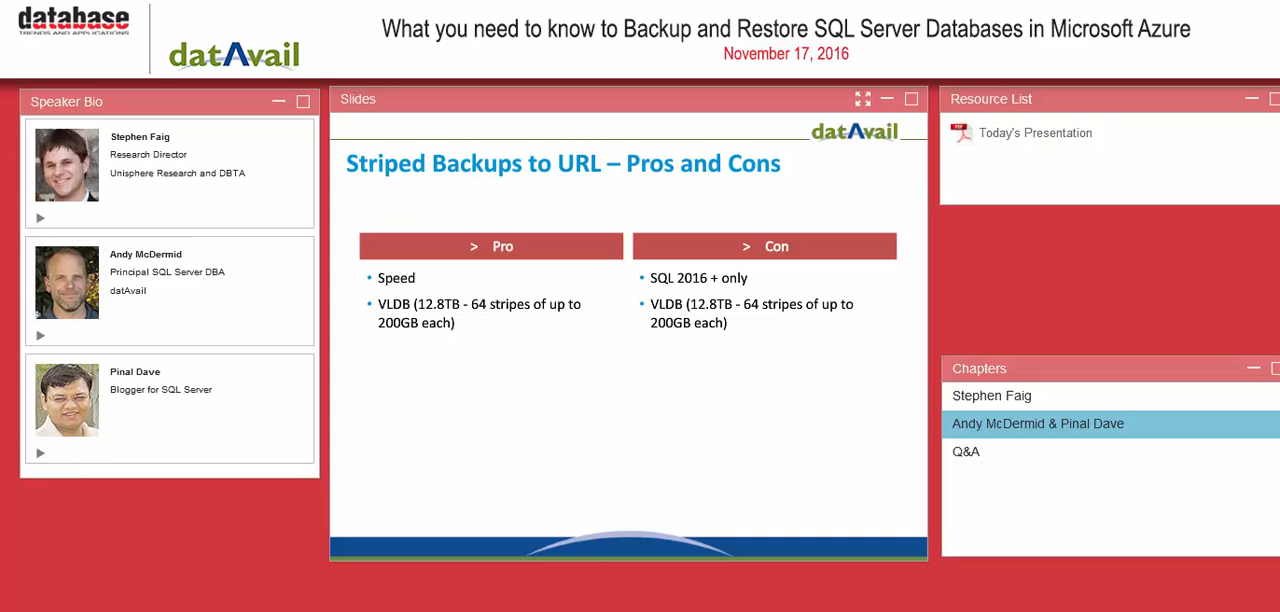 database
TRENDS AND APPLICATIONS
datAvail
What you need to know to Backup and Restore SQL Server Databases in Microsoft Azure
November 17, 2016
Speaker Bio
Stephen Faig
Research Director
Unisphere Research and DBTA
Andy McDermid
Principal SQL Server DBA
datAvail
Pinal Dave
Blogger for SQL Server
Slides
datAvail
Striped Backups to URL – Pros and Cons
> Pro
• Speed
• VLDB (12.8TB - 64 stripes of up to
200GB each)
> Con
• SQL 2016 + only
• VLDB (12.8TB - 64 stripes of up to
200GB each)
Resource List
PDF
Today's Presentation
Chapters
Stephen Faig
Andy McDermid & Pinal Dave
Q&A